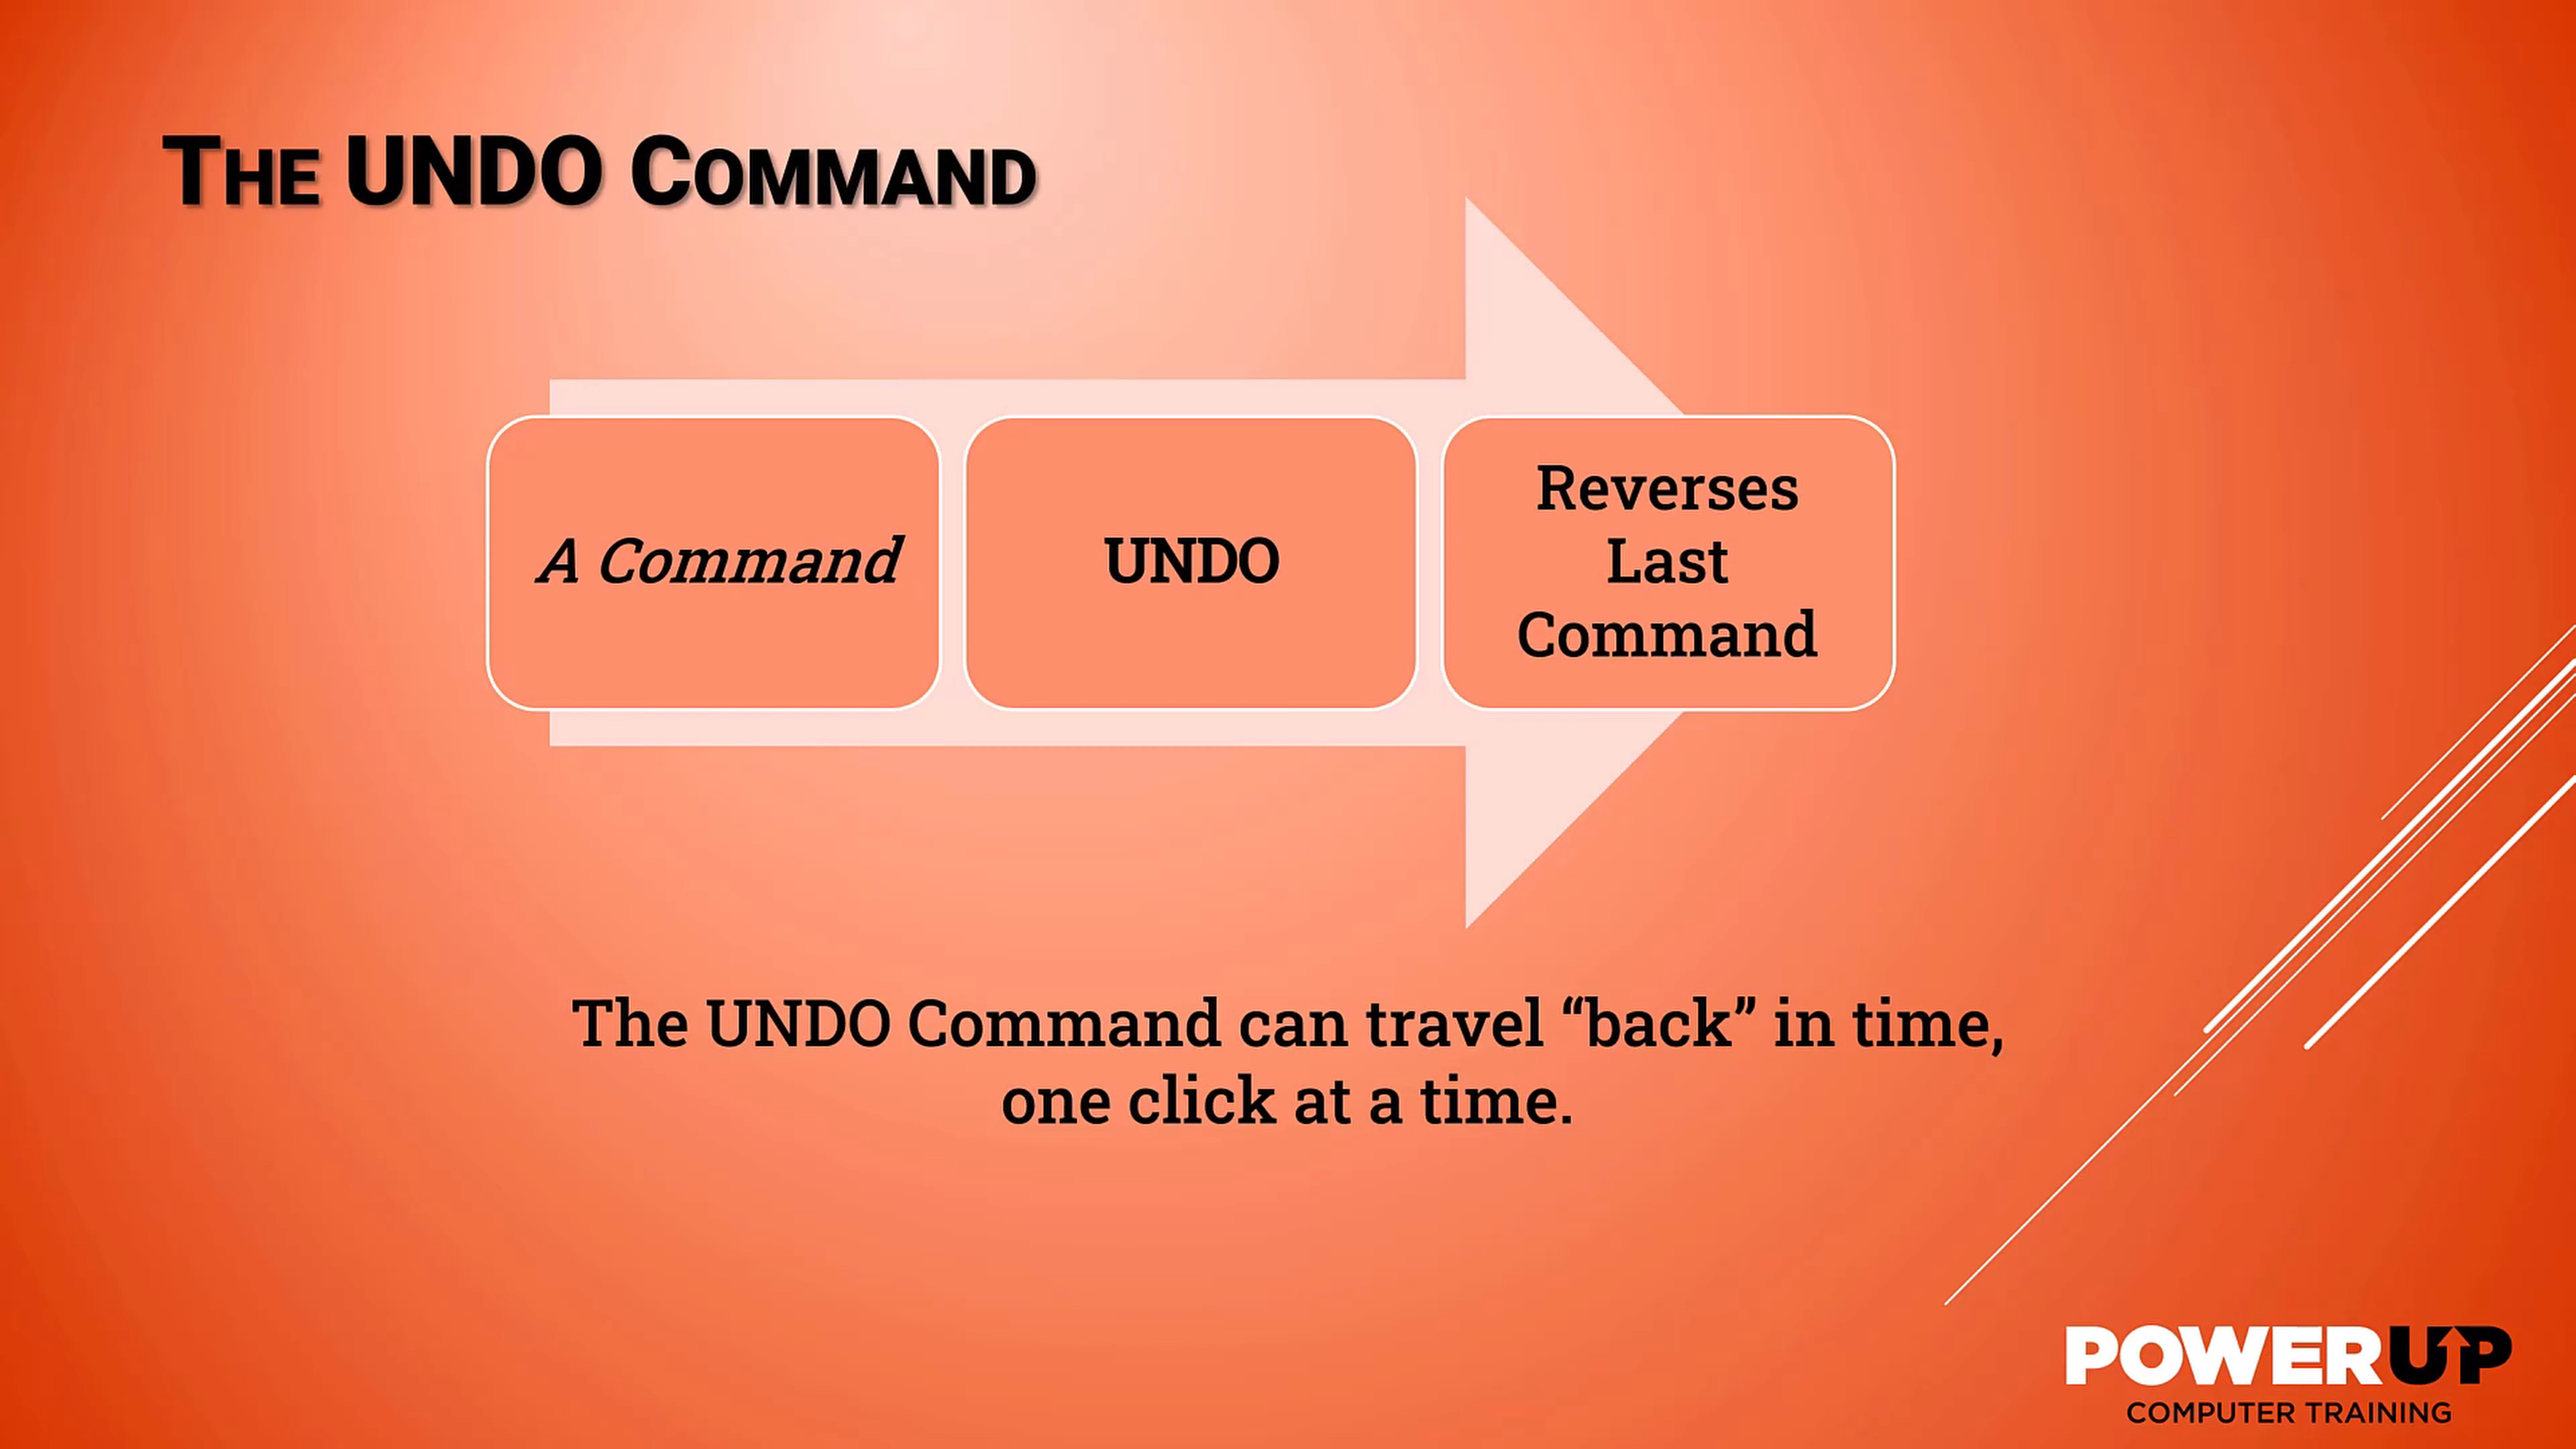 THE UNDO COMMAND
A Command
UNDO
Reverses
Last
Command
The UNDO Command can travel “back” in time,
one click at a time.
POWERUP
COMPUTER TRAINING